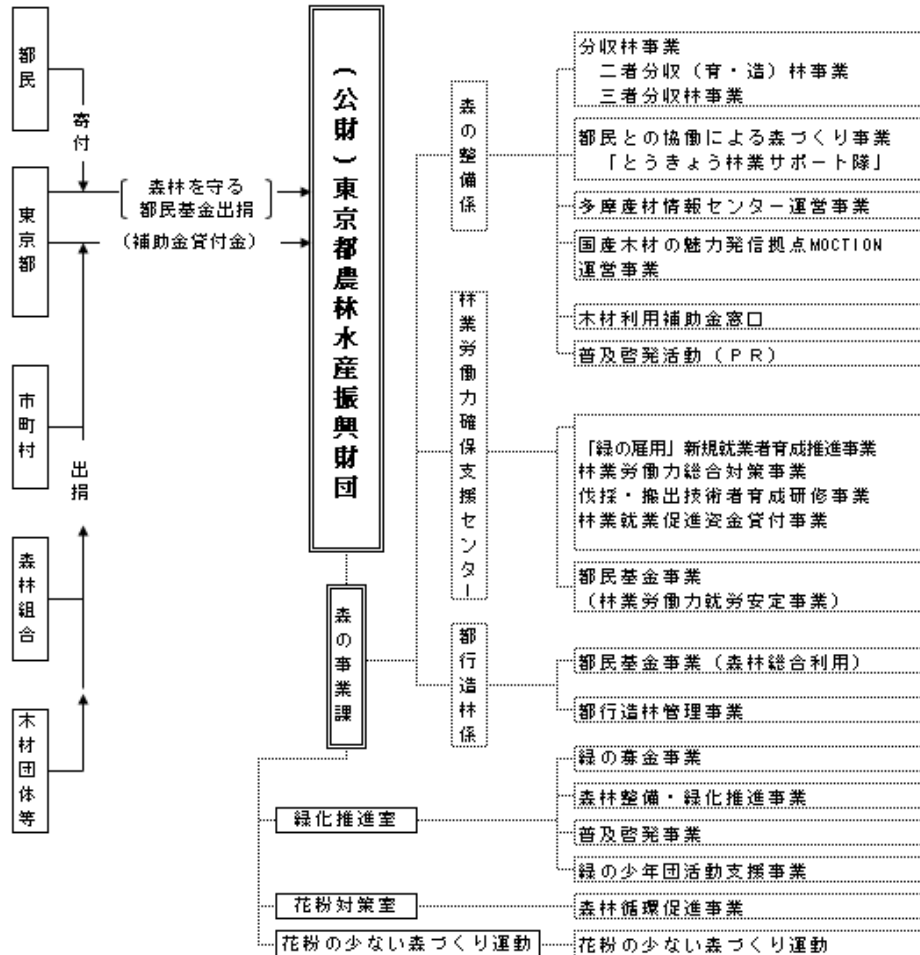 都民
寄付
東京都
森林を守る
都民基金出捐
(補助金貸付金)
市町村
出捐
森林組合
木材団体等
(公財)東京都農林水産振興財団
森の事業課
森の整備係
分収林事業
二者分収(育・造)林事業
三者分収林事業
都民との協働による森づくり事業
「とうきょう林業サポート隊」
多摩産材情報センター運営事業
国産木材の魅力発信拠点MOCTION
運営事業
木材利用補助金窓口
普及啓発活動(PR)
林業労働力確保支援センター
「緑の雇用」新規就業者育成推進事業
林業労働力総合対策事業
伐採・搬出技術者育成研修事業
林業就業促進資金貸付事業
都民基金事業
(林業労働力就労安定事業)
都行造林係
都民基金事業(森林総合利用)
都行造林管理事業
緑化推進室
緑の募金事業
森林整備・緑化推進事業
普及啓発事業
緑の少年団活動支援事業
花粉対策室
森林循環促進事業
花粉の少ない森づくり運動
花粉の少ない森づくり運動